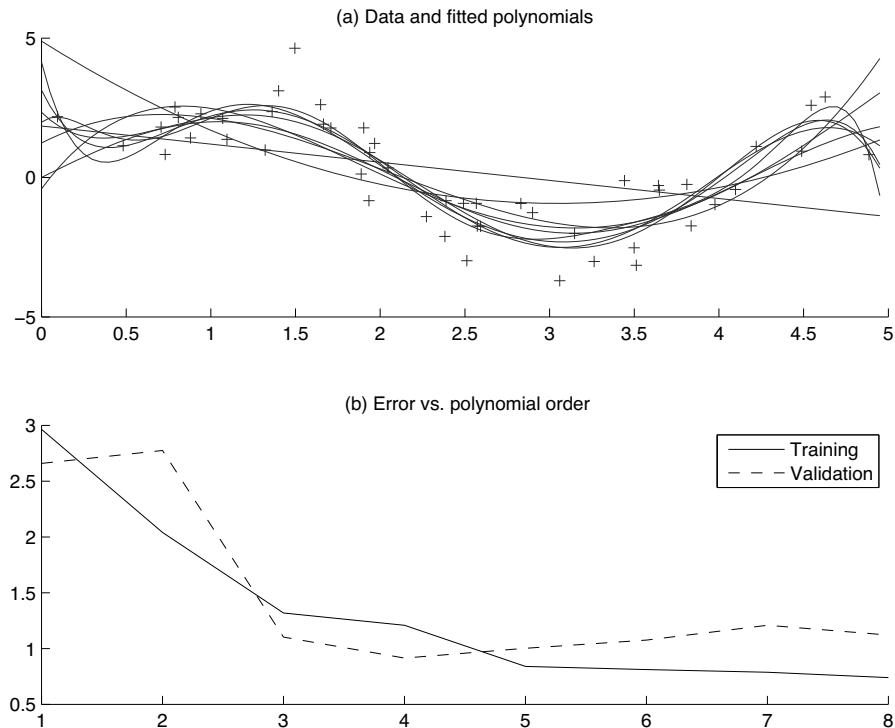 (a) Data and fitted polynomials
5
0
−5
0 0.5 1 1.5 2 2.5 3 3.5 4 4.5 5
(b) Error vs. polynomial order
3
2.5
2
1.5
1
0.5
Training
Validation
1 2 3 4 5 6 7 8